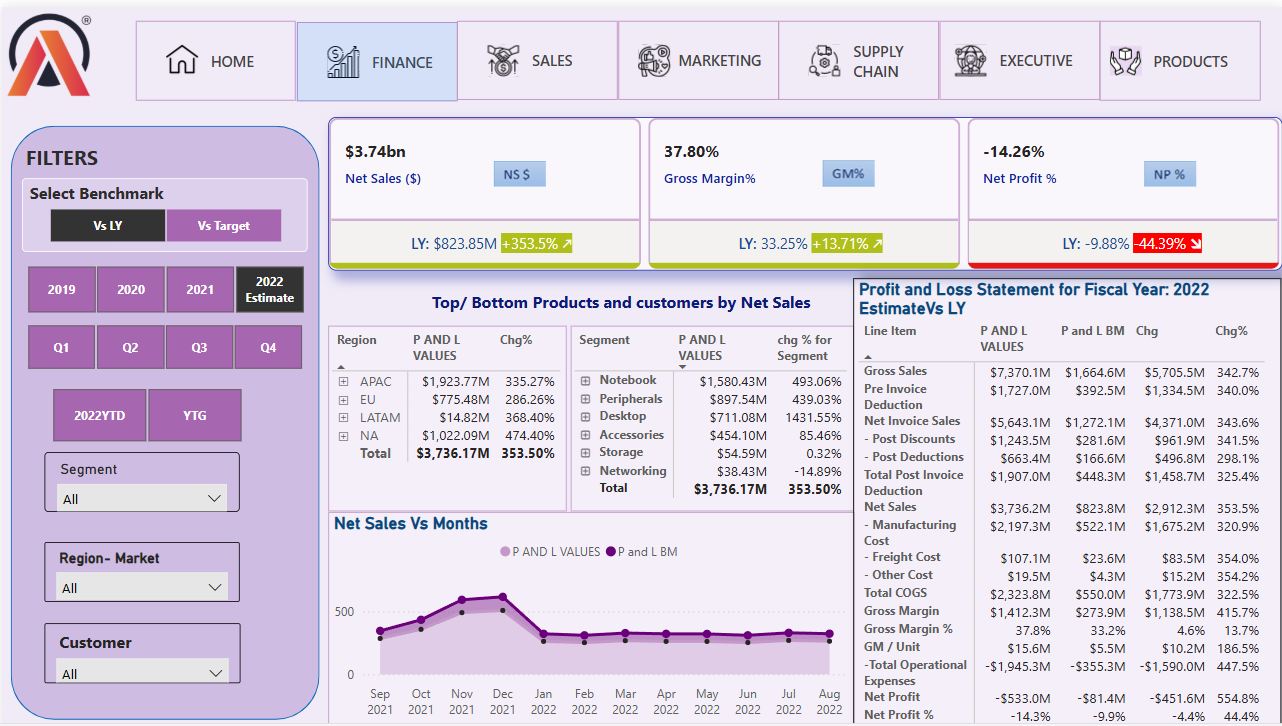 ®
HOME
FINANCE
SALES
MARKETING
SUPPLY
CHAIN
EXECUTIVE
PRODUCTS
FILTERS
Select Benchmark
Vs LY
Vs Target
2019
2020
2021
2022
Estimate
Q1
Q2
Q3
Q4
2022YTD
YTG
Segment
All
Region- Market
All
Customer
All
$3.74bn
Net Sales ($)
NS $
LY: $823.85M +353.5%
37.80%
Gross Margin%
GM%
LY: 33.25% +13.71%
-14.26%
Net Profit %
NP %
LY: -9.88% -44.39%
Top/ Bottom Products and customers by Net Sales
Region P AND L Chg%
VALUES
APAC $1,923.77M 335.27%
EU $775.48M 286.26%
LATAM $14.82M 368.40%
NA $1,022.09M 474.40%
Total $3,736.17M 353.50%
Segment P AND L chg % for
VALUES Segment
Notebook $1,580.43M 493.06%
Peripherals $897.54M 439.03%
Desktop $711.08M 1431.55%
Accessories $454.10M 85.46%
Storage $54.59M 0.32%
Networking $38.43M -14.89%
Total $3,736.17M 353.50%
Net Sales Vs Months
P AND L VALUES P and L BM
500
0
Sep Oct Nov Dec Jan Feb Mar Apr May Jun Jul Aug
2021 2021 2021 2021 2022 2022 2022 2022 2022 2022 2022 2022
Profit and Loss Statement for Fiscal Year: 2022
EstimateVs LY
Line Item P AND L P and L BM Chg Chg%
VALUES
Gross Sales $7,370.1M $1,664.6M $5,705.5M 342.7%
Pre Invoice $1,727.0M $392.5M $1,334.5M 340.0%
Deduction
Net Invoice Sales $5,643.1M $1,272.1M $4,371.0M 343.6%
- Post Discounts $1,243.5M $281.6M $961.9M 341.5%
- Post Deductions $663.4M $166.6M $496.8M 298.1%
Total Post Invoice $1,907.0M $448.3M $1,458.7M 325.4%
Deduction
Net Sales $3,736.2M $823.8M $2,912.3M 353.5%
- Manufacturing $2,197.3M $522.1M $1,675.2M 320.9%
Cost
- Freight Cost $107.1M $23.6M $83.5M 354.0%
- Other Cost $19.5M $4.3M $15.2M 354.2%
Total COGS $2,323.8M $550.0M $1,773.9M 322.5%
Gross Margin $1,412.3M $273.9M $1,138.5M 415.7%
Gross Margin % 37.8% 33.2% 4.6% 13.7%
GM / Unit $15.6M $5.5M $10.2M 186.5%
-Total Operational -$1,945.3M -$355.3M -$1,590.0M 447.5%
Expenses
Net Profit -$533.0M -$81.4M -$451.6M 554.8%
Net Profit % -14.3% -9.9% -4.4% 44.4%